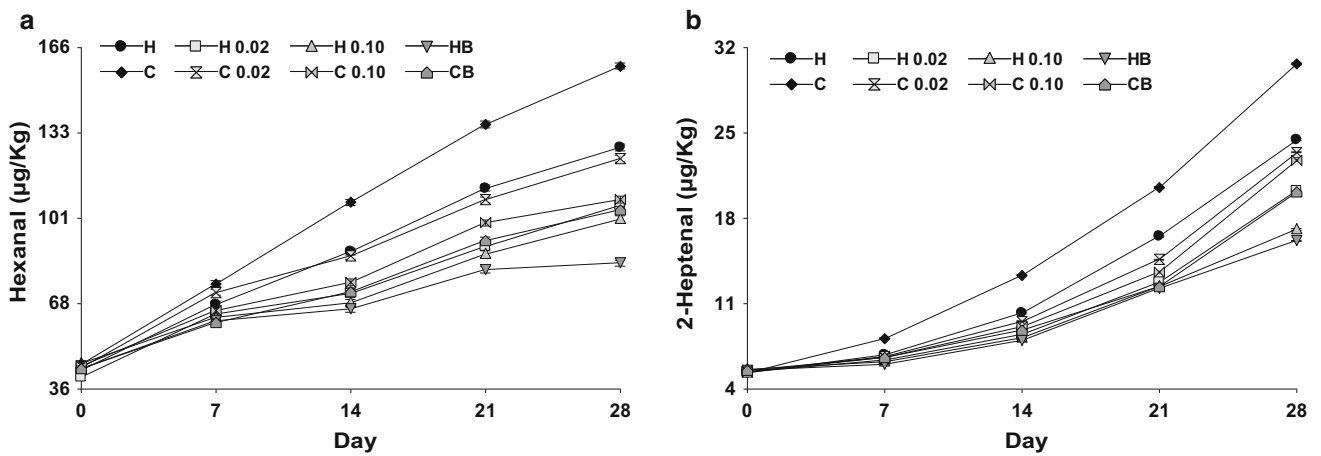 a
166
133
101
68
36
Hexanal (µg/Kg)
H H 0.02 H 0.10 HB
C C 0.02 C 0.10 CB
0 7 14 21 28
Day
b
32
25
18
11
4
2-Heptenal (µg/Kg)
H H 0.02 H 0.10 HB
C C 0.02 C 0.10 CB
0 7 14 21 28
Day